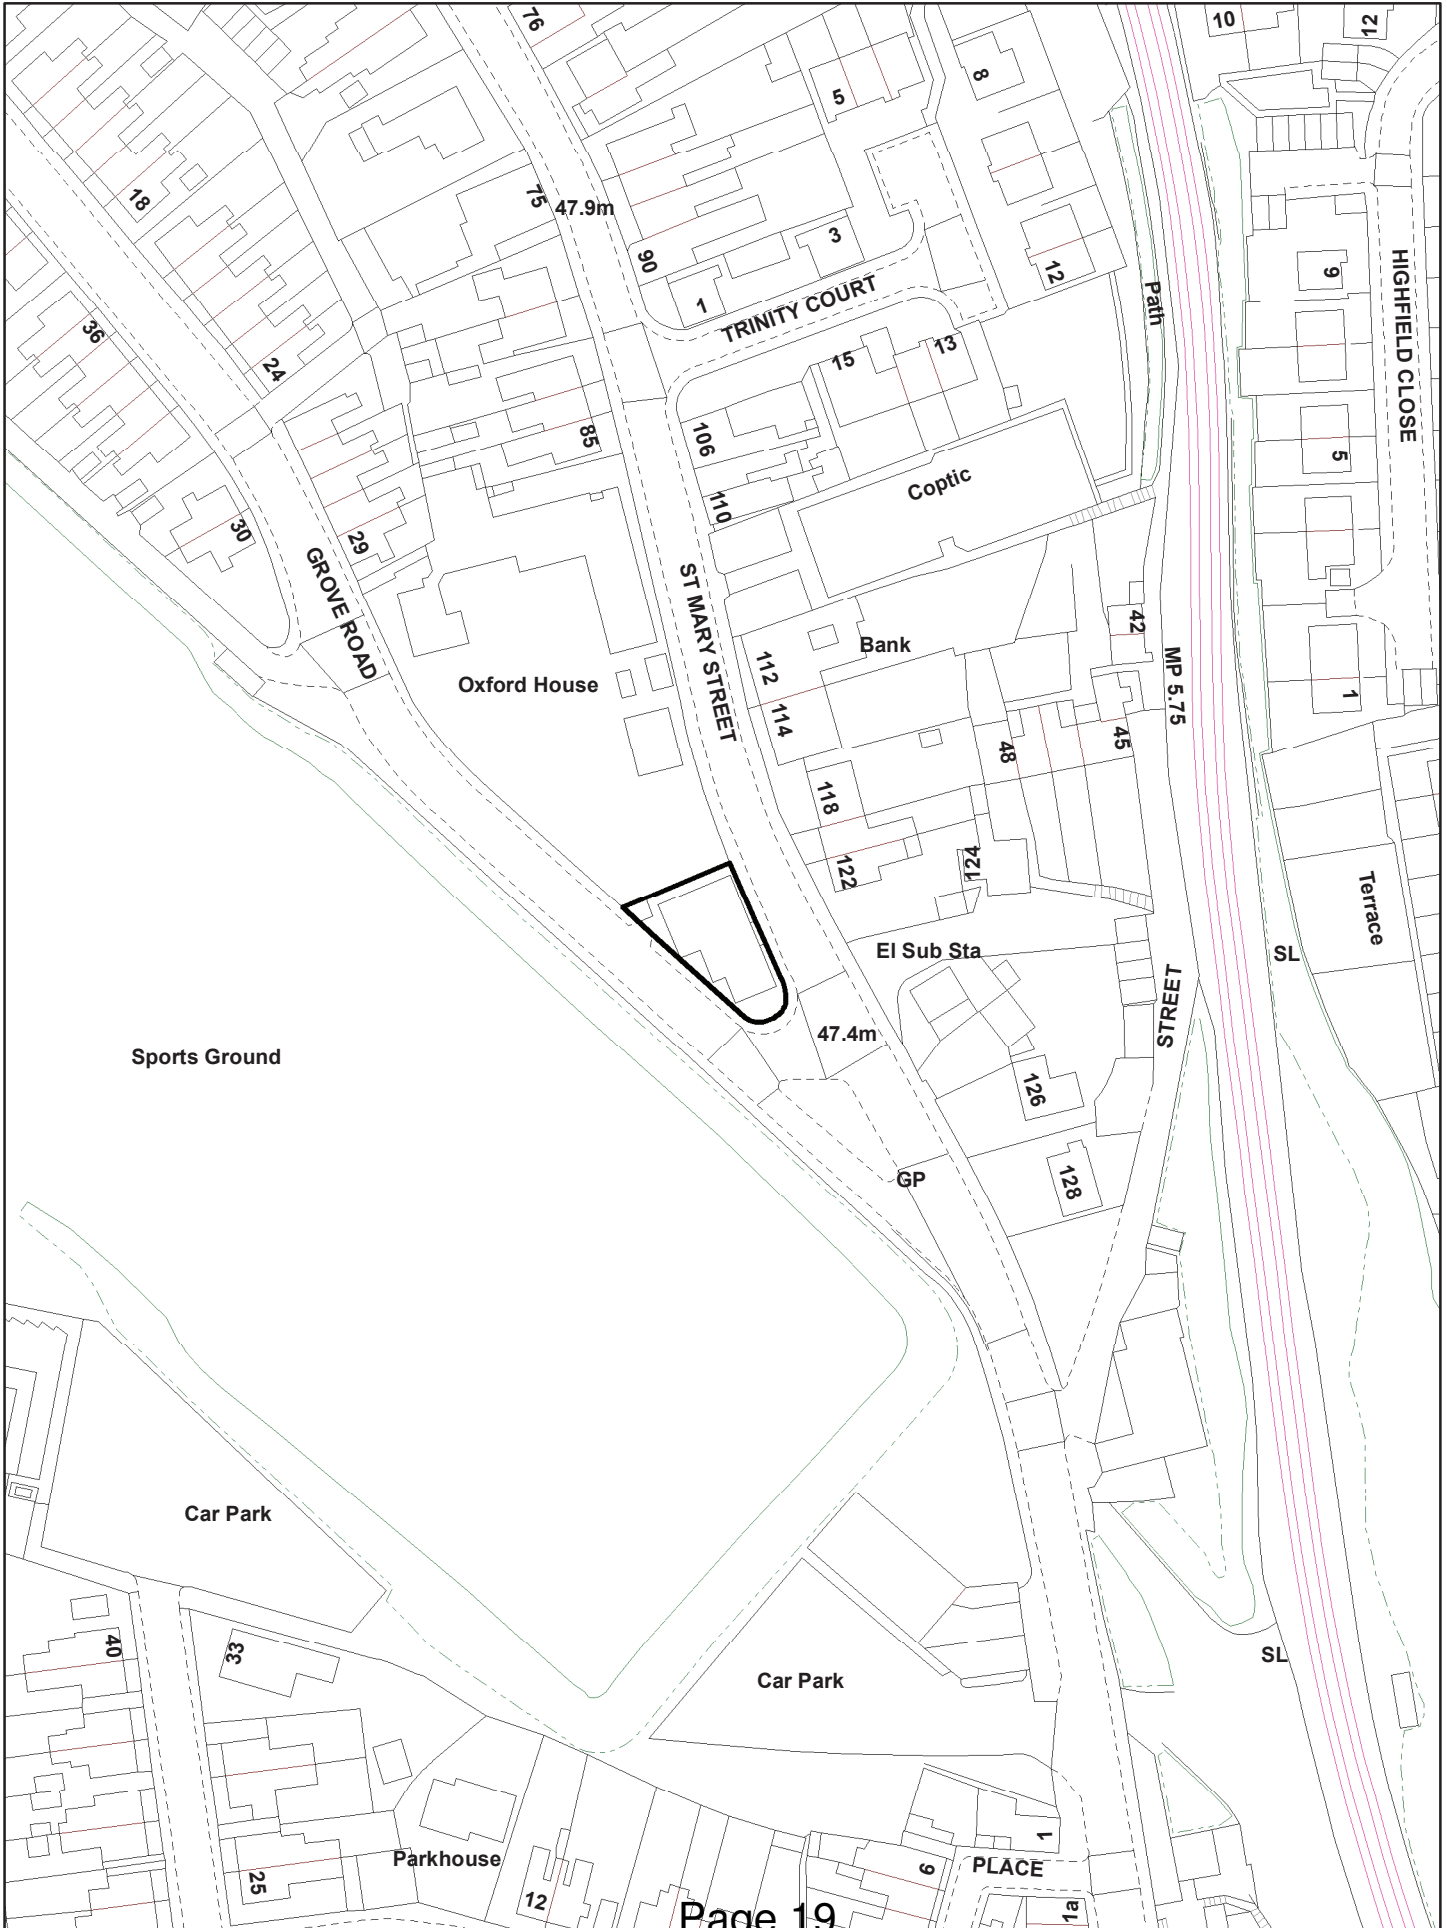 76
10
12
5
8
18
75
47.9m
90
3
12
9
HIGHFIELD CLOSE
Path
1
TRINITY COURT
36
24
15
13
85
106
5
110
Coptic
30
29
GROVE ROAD
ST MARY STREET
42
Bank
112
Oxford House
MP 5.75
1
114
48
45
118
122
124
Terrace
El Sub Sta
SL
STREET
47.4m
Sports Ground
126
GP
128
Car Park
40
33
SL
Car Park
1
Parkhouse
6
PLACE
25
12
1a
Page 19